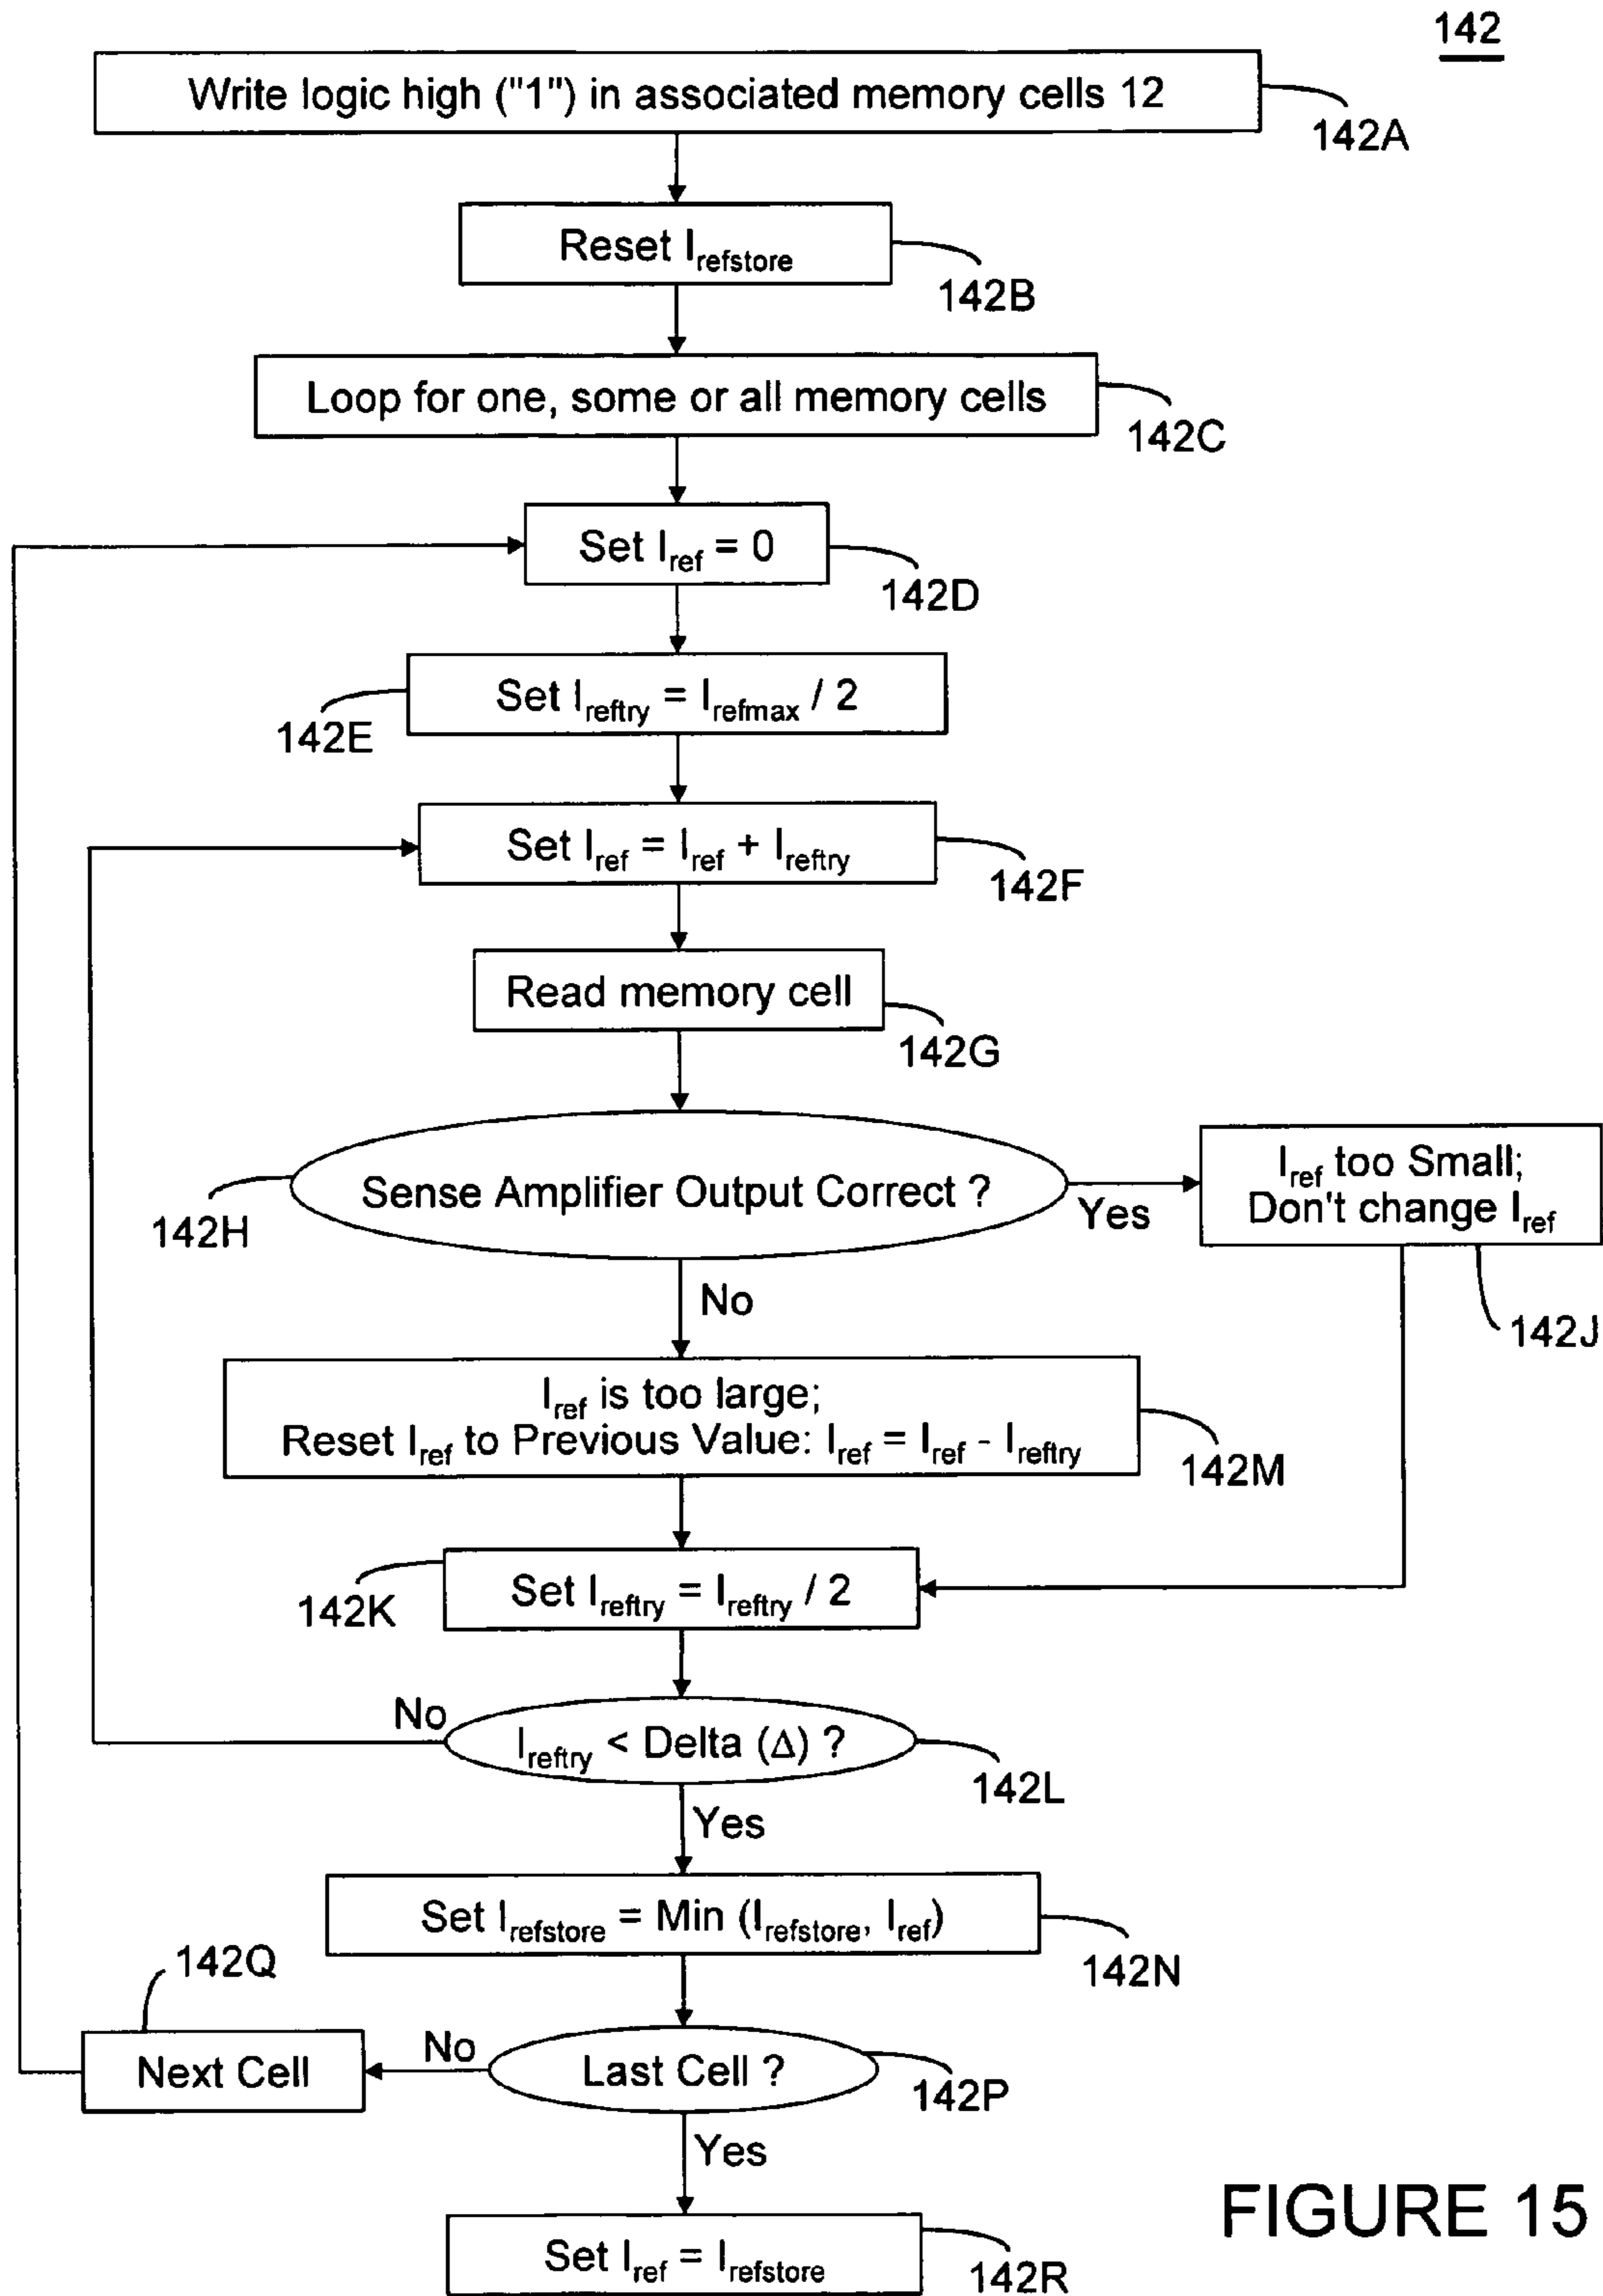 142
Write logic high ("1") in associated memory cells 12
142A
Reset Irefstore
142B
Loop for one, some or all memory cells
142C
Set Iref = 0
142D
Set Ireftry = Irefmax / 2
142E
Set Iref = Iref + Ireftry
142F
Read memory cell
142G
Sense Amplifier Output Correct ?
142H
Yes
Iref too Small;
Don't change Iref
142J
No
Iref is too large;
Reset Iref to Previous Value: Iref = Iref - Ireftry
142M
Set Ireftry = Ireftry / 2
142K
No
Ireftry < Delta (Δ) ?
142L
Yes
Set Irefstore = Min (Irefstore, Iref)
142N
142Q
Next Cell
No
Last Cell ?
142P
Yes
Set Iref = Irefstore
142R
FIGURE 15